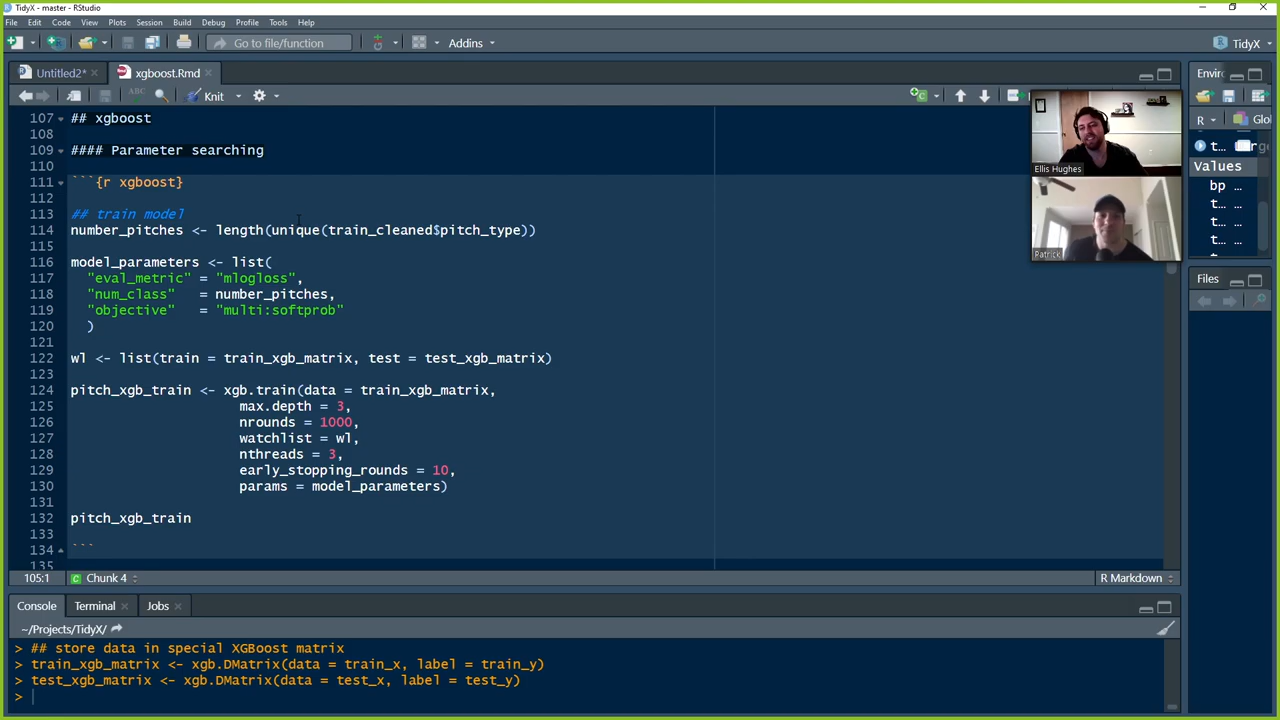 TidyX - master - RStudio
File Edit Code View Plots Session Build Debug Profile Tools Help
Go to file/function Addins TidyX
Untitled2* xgboost.Rmd Envir
ABC Knit
R Glo
107 ## xgboost
108
109 #### Parameter searching
110
111 ```{r xgboost}
112
113 ## train model
114 number_pitches <- length(unique(train_cleaned$pitch_type))
115
116 model_parameters <- list(
117 "eval_metric" = "mlogloss",
118 "num_class" = number_pitches,
119 "objective" = "multi:softprob"
120 )
121
122 wl <- list(train = train_xgb_matrix, test = test_xgb_matrix)
123
124 pitch_xgb_train <- xgb.train(data = train_xgb_matrix,
125 max.depth = 3,
126 nrounds = 1000,
127 watchlist = wl,
128 nthreads = 3,
129 early_stopping_rounds = 10,
130 params = model_parameters)
131
132 pitch_xgb_train
133
134 ```
135
Ellis Hughes
Patrick
Values
bp …
t…
t…
Files
105:1 Chunk 4 R Markdown
Console Terminal Jobs
~/Projects/TidyX/
> ## store data in special XGBoost matrix
> train_xgb_matrix <- xgb.DMatrix(data = train_x, label = train_y)
> test_xgb_matrix <- xgb.DMatrix(data = test_x, label = test_y)
>